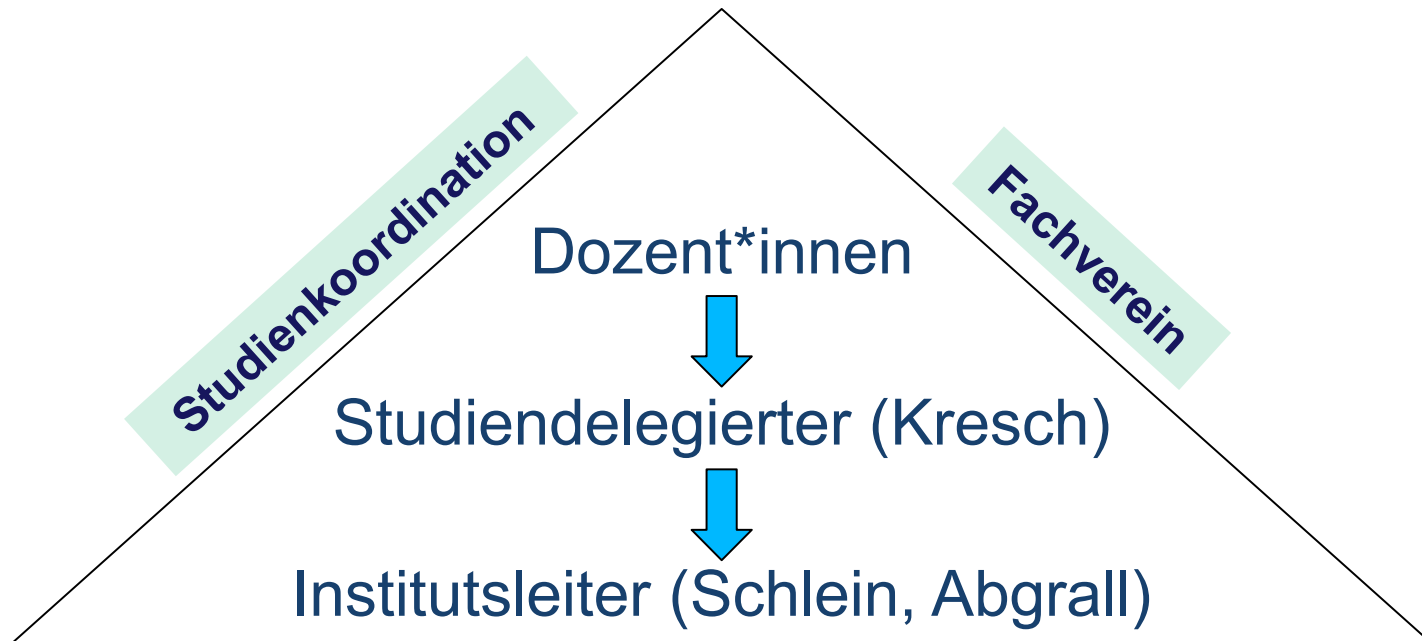 Studienkoordination
Fachverein
Dozent*innen
Studiendelegierter (Kresch)
Institutsleiter (Schlein, Abgrall)